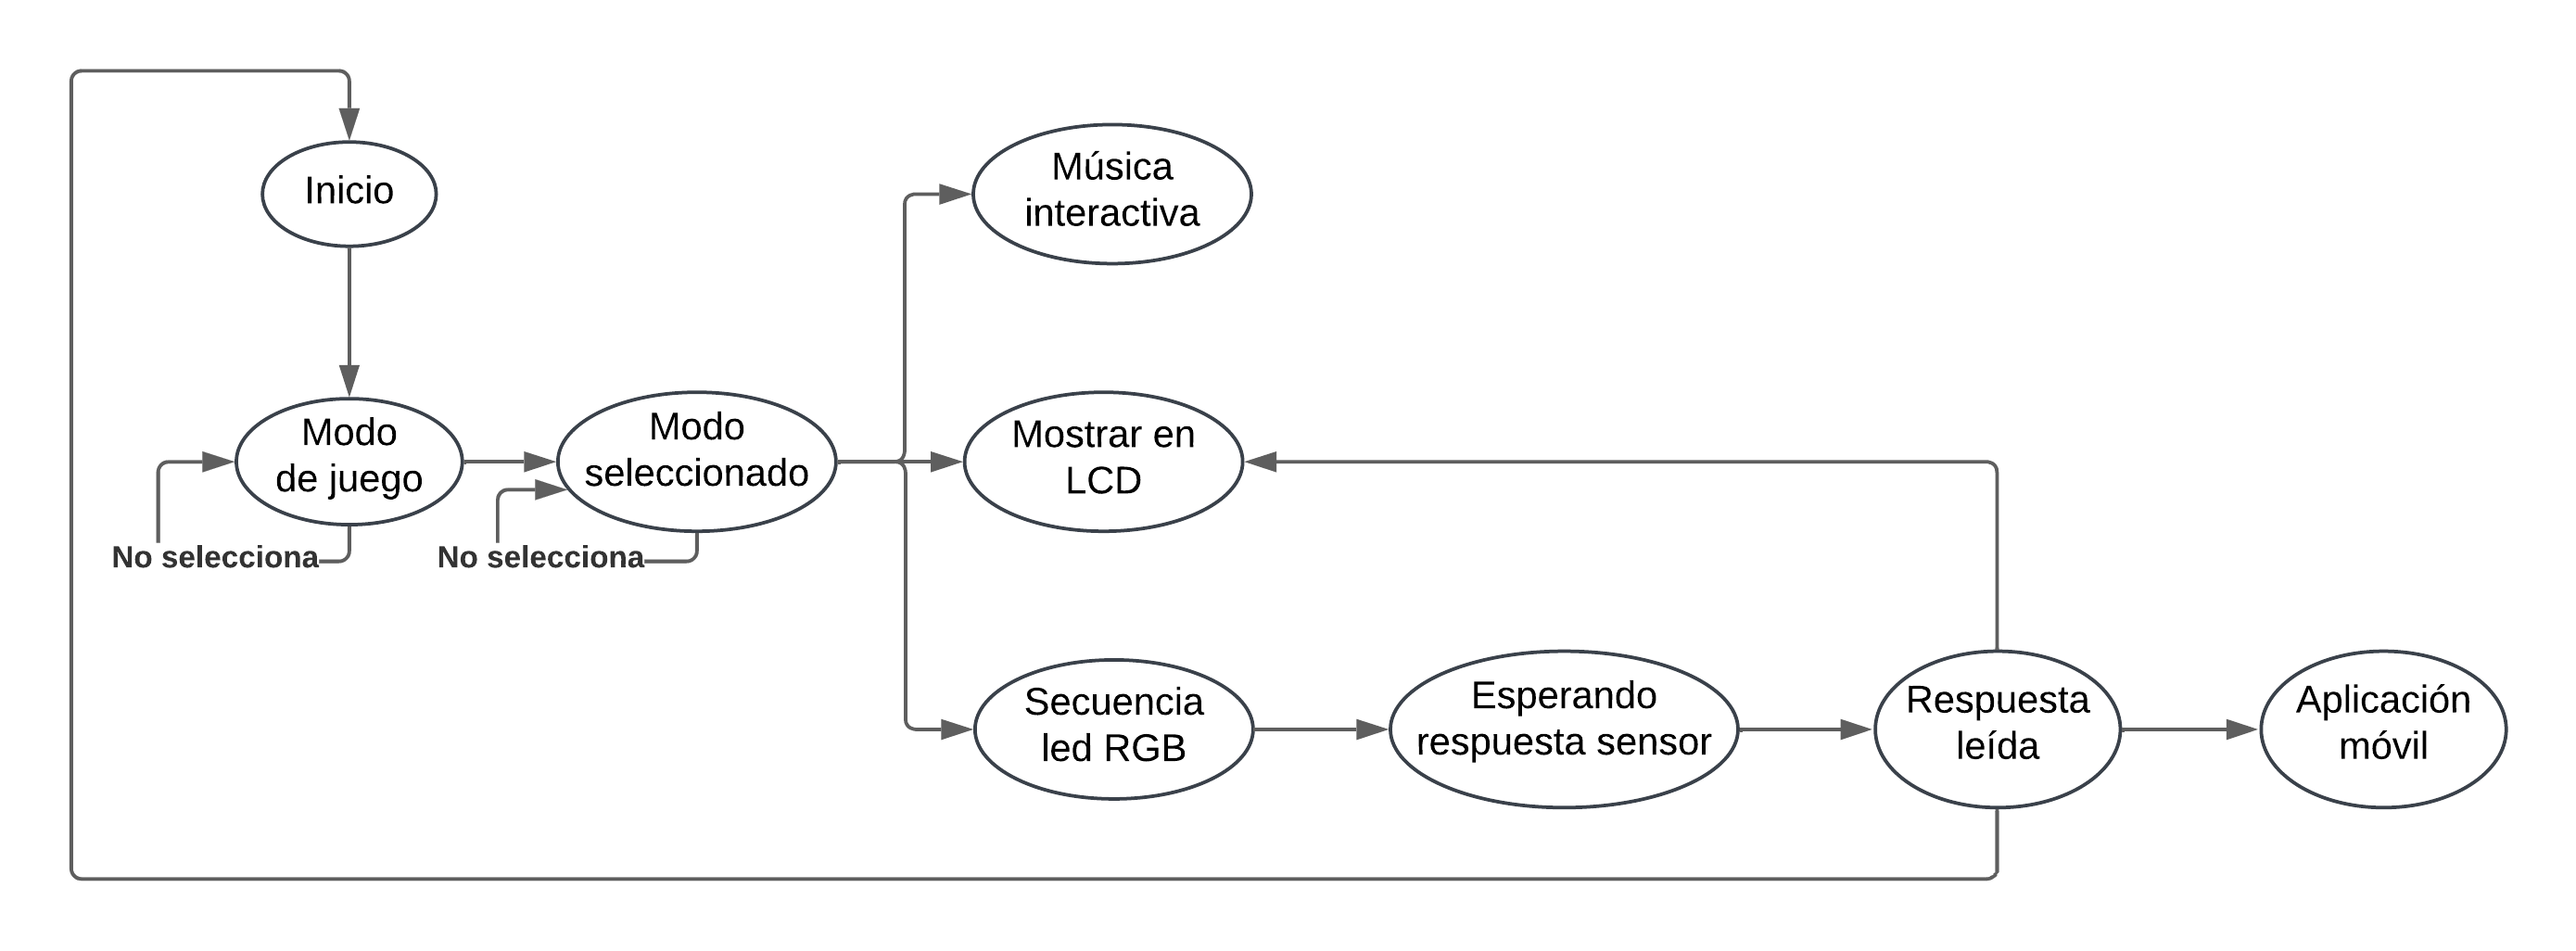 Inicio
Música
interactiva
Modo
de juego
Modo
seleccionado
Mostrar en
LCD
No selecciona
No selecciona
Secuencia
led RGB
Esperando
respuesta sensor
Respuesta
leída
Aplicación
móvil